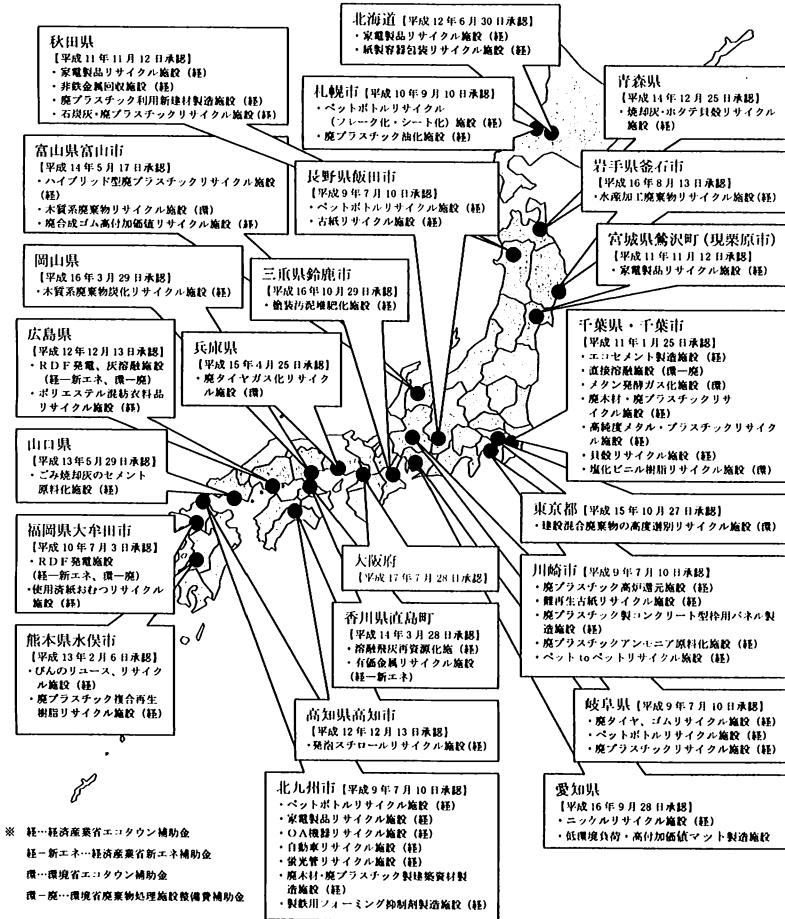 北海道【平成12年6月30日承認】
・家電製品リサイクル施設（経）
・紙製容器包装リサイクル施設（経）
秋田県
【平成11年11月12日承認】
・家電製品リサイクル施設（経）
・非鉄金属回収施設（経）
・廃プラスチック利用新建材製造施設（経）
・石炭灰・廃プラスチックリサイクル施設（経）
札幌市【平成10年9月10日承認】
・ペットボトルリサイクル
（フレーク化・シート化）施設（経）
・廃プラスチック油化施設（経）
青森県
【平成14年12月25日承認】
・焼却灰・ホタテ貝殻リサイクル
施設（経）
富山県富山市
【平成14年5月17日承認】
・ハイブリッド型廃プラスチックリサイクル施設
（経）
・木質系廃棄物リサイクル施設（環）
・廃合成ゴム高付加価値リサイクル施設（経）
長野県飯田市
【平成9年7月10日承認】
・ペットボトルリサイクル施設（経）
・古紙リサイクル施設（経）
岩手県釜石市
【平成16年8月13日承認】
・水産加工廃棄物リサイクル施設（経）
宮城県鶯沢町（現栗原市）
【平成11年11月12日承認】
・家電製品リサイクル施設（経）
岡山県
【平成16年3月29日承認】
・木質系廃棄物炭化リサイクル施設（経）
三重県鈴鹿市
【平成16年10月29日承認】
・塗装汚泥堆肥化施設（経）
広島県
【平成12年12月13日承認】
・RDF発電、灰溶融施設
（経－新エネ、環－廃）
・ポリエステル混紡衣料品
リサイクル施設（経）
兵庫県
【平成15年4月25日承認】
・廃タイヤガス化リサイク
ル施設（環）
千葉県・千葉市
【平成11年1月25日承認】
・エコセメント製造施設（経）
・直接溶融施設（環－廃）
・メタン発酵ガス化施設（環）
・廃木材・廃プラスチックリサ
イクル施設（経）
・高純度メタル・プラスチックリサイク
ル施設（経）
・貝殻リサイクル施設（経）
・塩化ビニル樹脂リサイクル施設（環）
山口県
【平成13年5月29日承認】
・ごみ焼却灰のセメント
原料化施設（経）
東京都【平成15年10月27日承認】
・建設混合廃棄物の高度選別リサイクル施設（環）
福岡県大牟田市
【平成10年7月3日承認】
・RDF発電施設
（経－新エネ、環－廃）
・使用済紙おむつリサイクル
施設（経）
大阪府
【平成17年7月28日承認】
川崎市【平成9年7月10日承認】
・廃プラスチック高炉還元施設（経）
・難再生古紙リサイクル施設（経）
・廃プラスチック製コンクリート型枠用パネル製
造施設（経）
・廃プラスチックアンモニア原料化施設（経）
・ペット to ペットリサイクル施設（経）
香川県直島町
【平成14年3月28日承認】
・溶融飛灰再資源化施（経）
・有価金属リサイクル施設
（経－新エネ）
熊本県水俣市
【平成13年2月6日承認】
・びんのリユース、リサイク
ル施設（経）
・廃プラスチック複合再生
樹脂リサイクル施設（経）
高知県高知市
【平成12年12月13日承認】
・発泡スチロールリサイクル施設（経）
岐阜県【平成9年7月10日承認】
・廃タイヤ、ゴムリサイクル施設（経）
・ペットボトルリサイクル施設（経）
・廃プラスチックリサイクル施設（経）
北九州市【平成9年7月10日承認】
・ペットボトルリサイクル施設（経）
・家電製品リサイクル施設（経）
・OA機器リサイクル施設（経）
・自動車リサイクル施設（経）
・蛍光管リサイクル施設（経）
・廃木材・廃プラスチック製建築資材製
造施設（経）
・製鉄用フォーミング抑制剤製造施設（経）
愛知県
【平成16年9月28日承認】
・ニッケルリサイクル施設（経）
・低環境負荷・高付加価値マット製造施設
※ 経…経済産業省エコタウン補助金
経－新エネ…経済産業省新エネ補助金
環…環境省エコタウン補助金
環－廃…環境省廃棄物処理施設整備費補助金